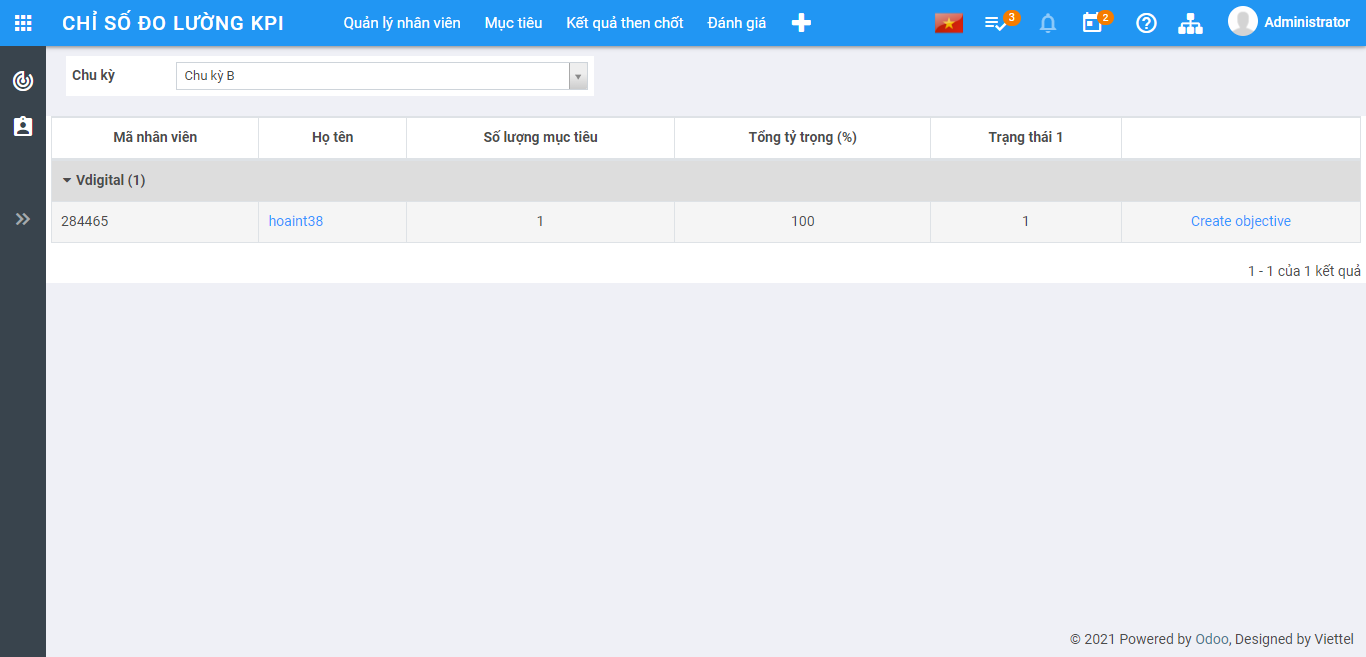 CHỈ SỐ ĐO LƯỜNG KPI Quản lý nhân viên Mục tiêu Kết quả then chốt Đánh giá 3 2 Administrator
Chu kỳ Chu kỳ B
Mã nhân viên Họ tên Số lượng mục tiêu Tổng tỷ trọng (%) Trạng thái 1
Vdigital (1)
284465 hoaint38 1 100 1 Create objective
1 - 1 của 1 kết quả
© 2021 Powered by Odoo, Designed by Viettel